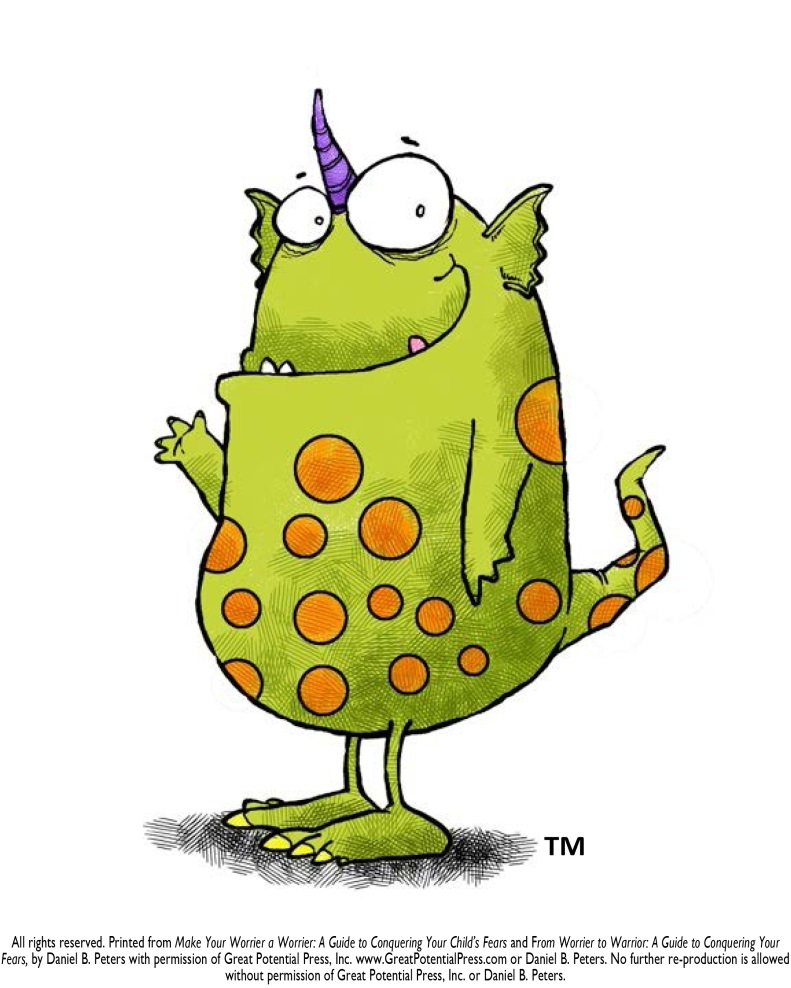 TM
All rights reserved. Printed from Make Your Worrier a Worrier: A Guide to Conquering Your Child's Fears and From Worrier to Warrior: A Guide to Conquering Your
Fears, by Daniel B. Peters with permission of Great Potential Press, Inc. www.GreatPotentialPress.com or Daniel B. Peters. No further re-production is allowed
without permission of Great Potential Press, Inc. or Daniel B. Peters.